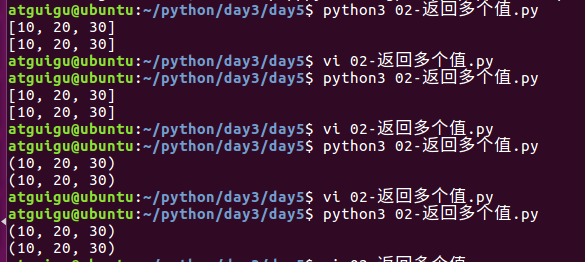 atguigu@ubuntu:~/python/day3/day5$ python3 02-返回多个值.py
[10, 20, 30]
[10, 20, 30]
atguigu@ubuntu:~/python/day3/day5$ vi 02-返回多个值.py
atguigu@ubuntu:~/python/day3/day5$ python3 02-返回多个值.py
[10, 20, 30]
[10, 20, 30]
atguigu@ubuntu:~/python/day3/day5$ vi 02-返回多个值.py
atguigu@ubuntu:~/python/day3/day5$ python3 02-返回多个值.py
(10, 20, 30)
(10, 20, 30)
atguigu@ubuntu:~/python/day3/day5$ vi 02-返回多个值.py
atguigu@ubuntu:~/python/day3/day5$ python3 02-返回多个值.py
(10, 20, 30)
(10, 20, 30)